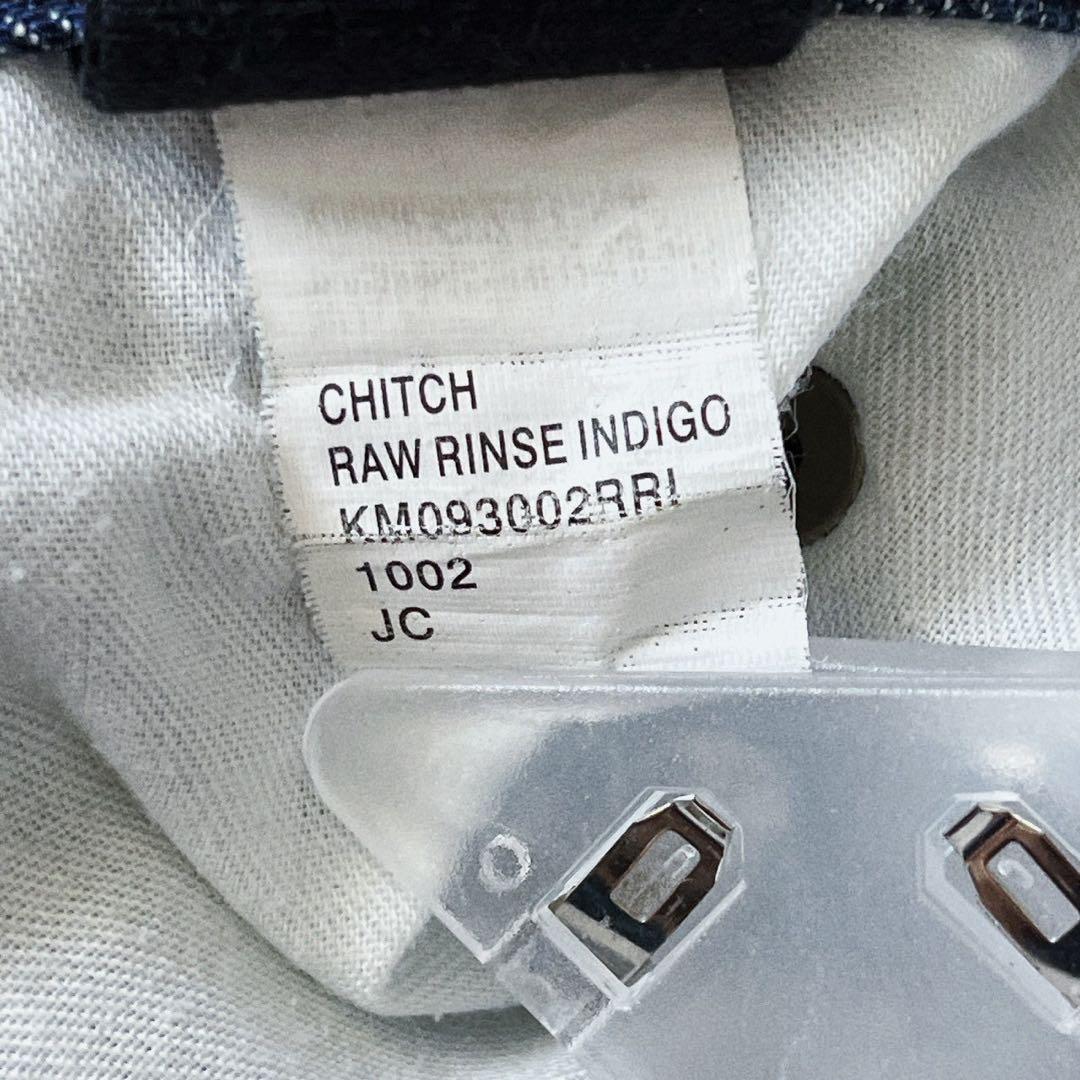 CHITCH
RAW RINSE INDIGO
KM093002RRI
1002
JC